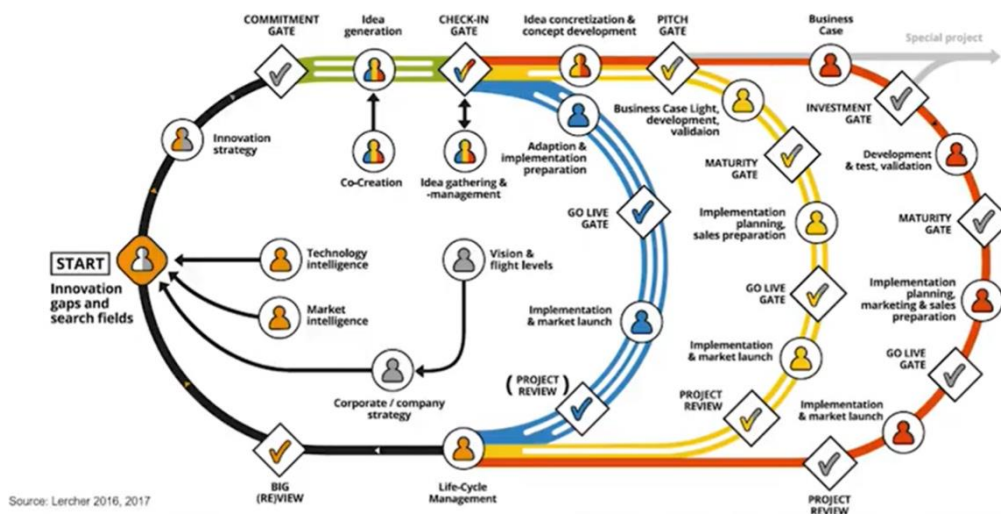 COMMITMENT
GATE
Idea
generation
CHECK-IN
GATE
Idea concretization &
concept development
PITCH
GATE
Business
Case
Special project
Innovation
strategy
Co-Creation
Idea gathering &
-management
Adaption &
implementation
preparation
Business Case Light,
development,
validaion
INVESTMENT
GATE
MATURITY
GATE
Development
& test, validation
GO LIVE
GATE
Implementation
planning,
sales preparation
MATURITY
GATE
START
Innovation
gaps and
search fields
Technology
intelligence
Vision &
flight levels
Market
intelligence
Implementation
& market launch
GO LIVE
GATE
Implementation
planning,
marketing & sales
preparation
Corporate / company
strategy
(PROJECT
REVIEW)
Implementation
& market launch
GO LIVE
GATE
PROJECT
REVIEW
Implementation
& market launch
BIG
(RE)VIEW
Life-Cycle
Management
PROJECT
REVIEW
Source: Lercher 2016, 2017